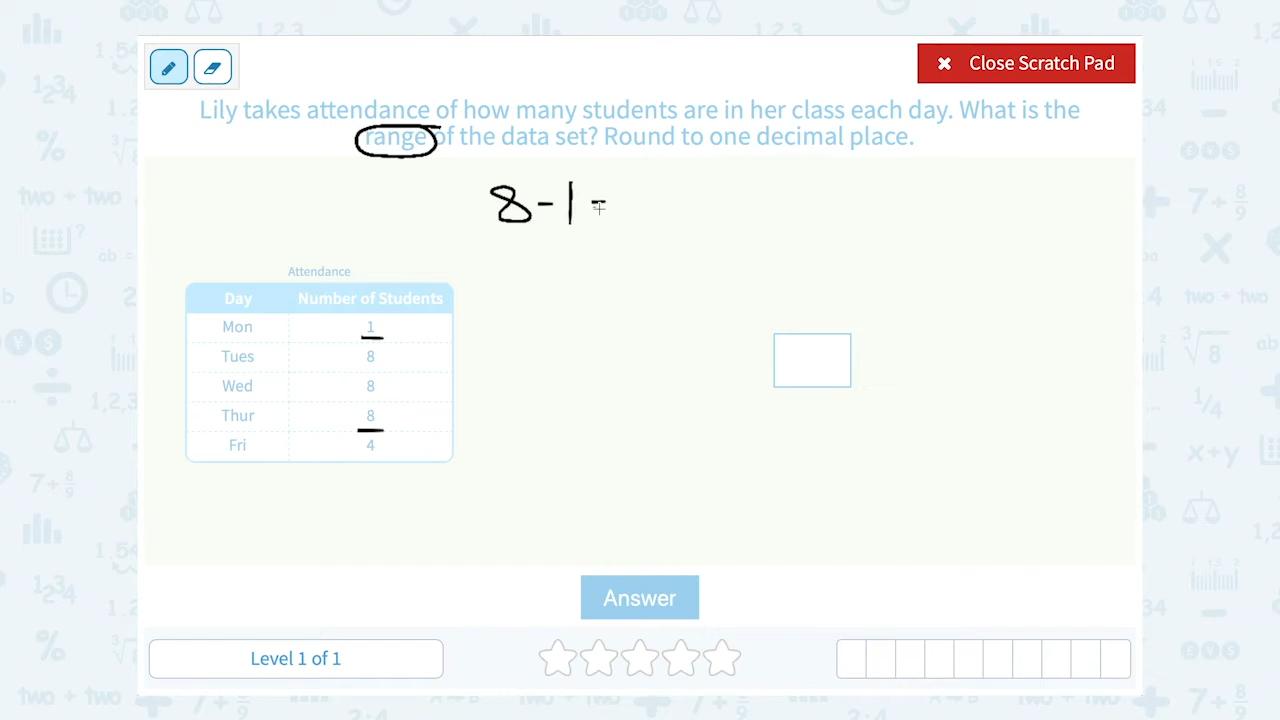 Close Scratch Pad
Lily takes attendance of how many students are in her class each day. What is the
range of the data set? Round to one decimal place.
8 - 1 =
Attendance
Day Number of Students
Mon 1
Tues 8
Wed 8
Thur 8
Fri 4
Answer
Level 1 of 1